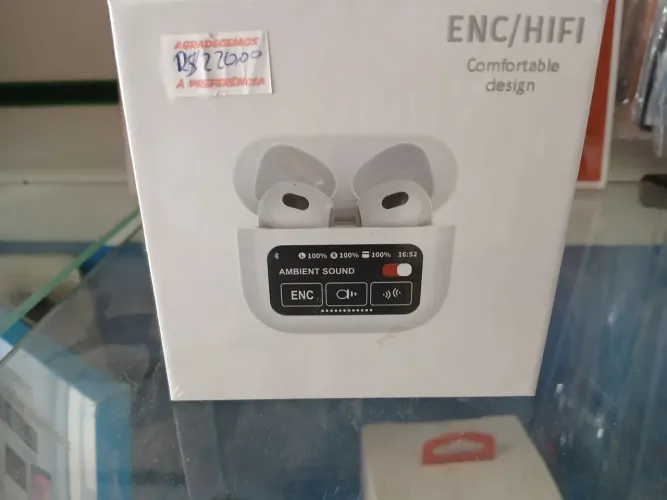 AGRADECEMOS
R$ 220,00
A PREFERÊNCIA
ENC/HIFI
Comfortable
design
100% 100% 100% 16:52
AMBIENT SOUND
ENC